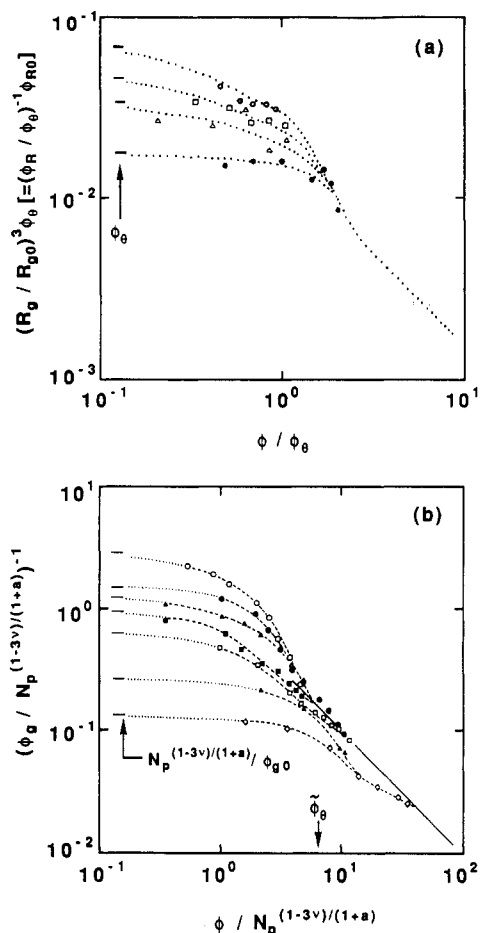 10⁻¹
(a)
(R_g / R_g0)³ ϕ_θ [=(ϕ_R / ϕ_θ)⁻¹ ϕ_R0]
10⁻²
ϕ_θ
10⁻³
10⁻¹ 10⁰ 10¹
ϕ / ϕ_θ
10¹
(b)
(ϕ_g / N_p^(1-3ν)/(1+a))⁻¹
10⁰
10⁻¹
N_p^(1-3ν)/(1+a) / ϕ_g0
ϕ̃_θ
10⁻²
10⁻¹ 10⁰ 10¹ 10²
ϕ / N_p^(1-3ν)/(1+a)